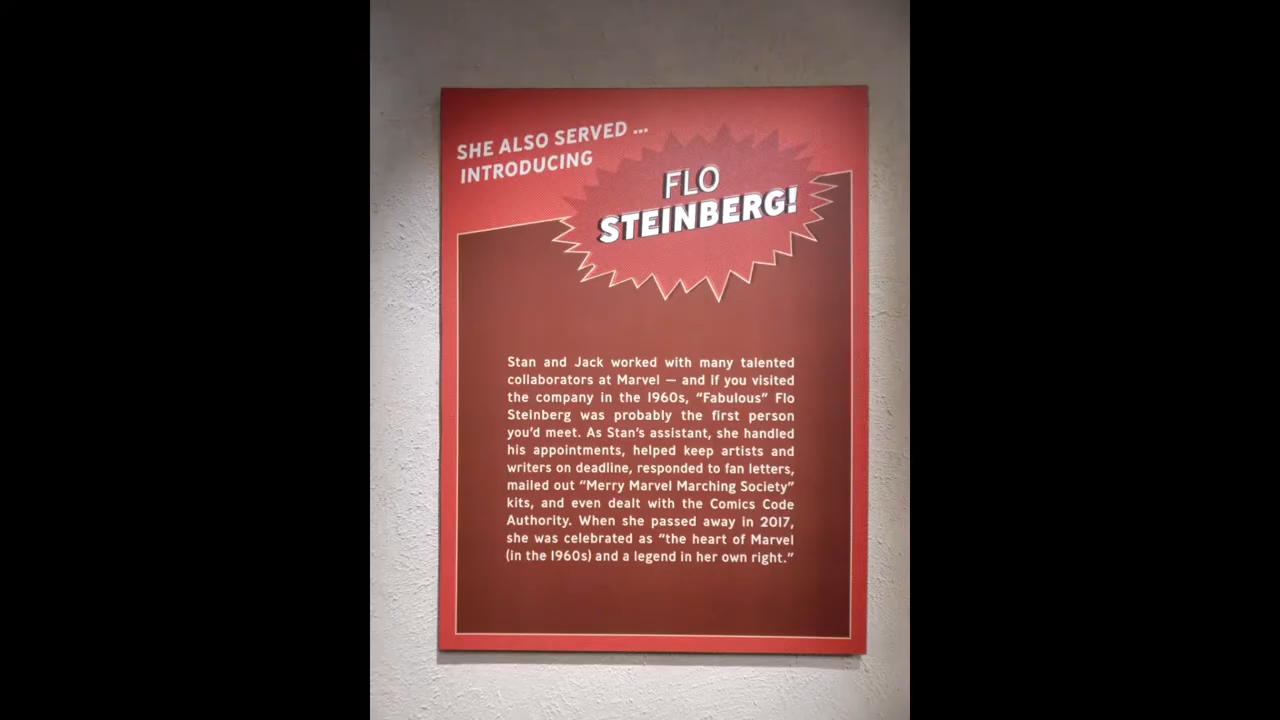 SHE ALSO SERVED ...
INTRODUCING
FLO
STEINBERG!
Stan and Jack worked with many talented
collaborators at Marvel — and if you visited
the company in the 1960s, “Fabulous” Flo
Steinberg was probably the first person
you’d meet. As Stan’s assistant, she handled
his appointments, helped keep artists and
writers on deadline, responded to fan letters,
mailed out “Merry Marvel Marching Society”
kits, and even dealt with the Comics Code
Authority. When she passed away in 2017,
she was celebrated as “the heart of Marvel
(in the 1960s) and a legend in her own right.”